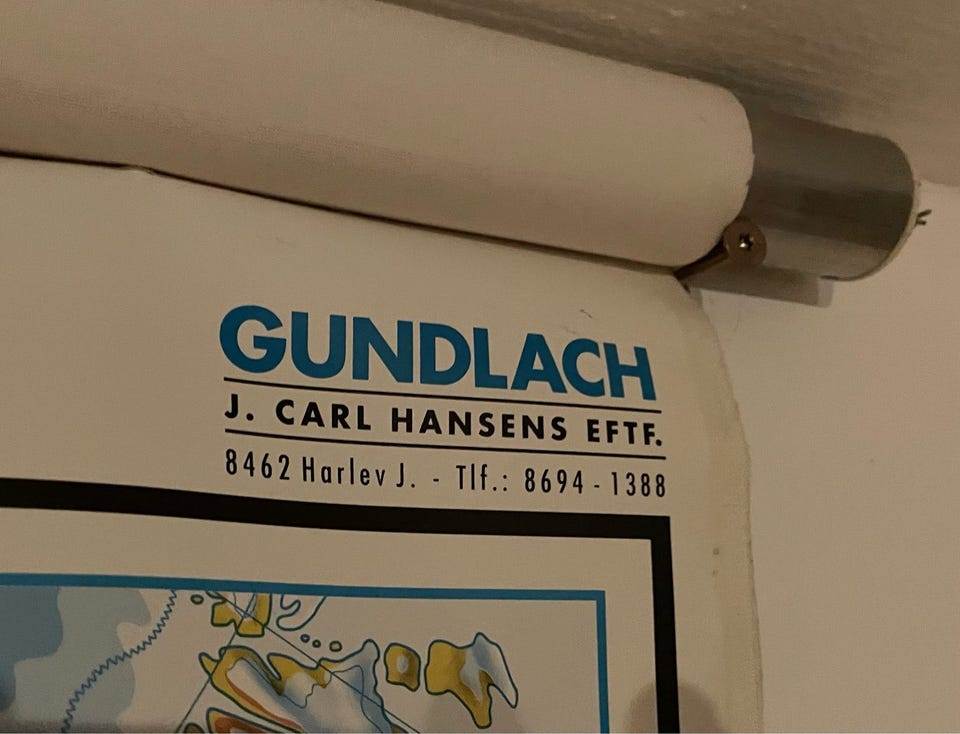 GUNDLACH
J. CARL HANSENS EFTF.
8462 Harlev J. - Tlf.: 8694 - 1388